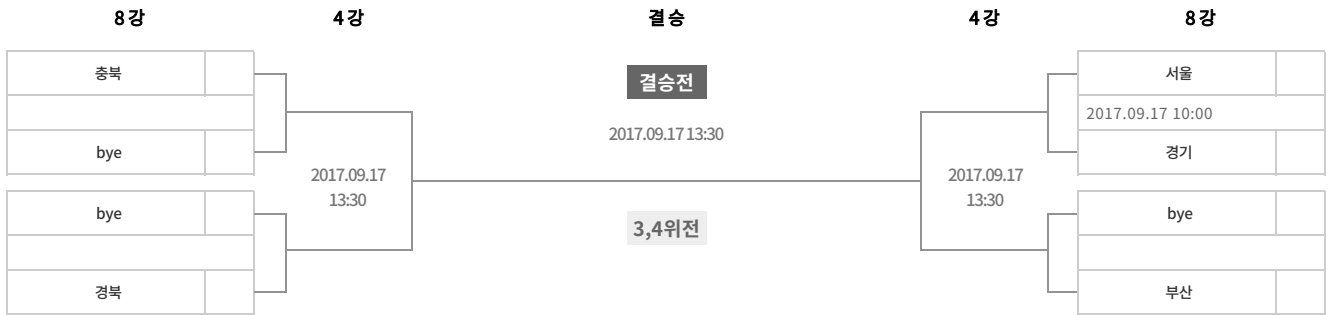 8강 4강 결승 4강 8강
충북
bye
bye
경북
2017.09.17
13:30
결승전
2017.09.17 13:30
3,4위전
2017.09.17
13:30
서울
2017.09.17 10:00
경기
bye
부산